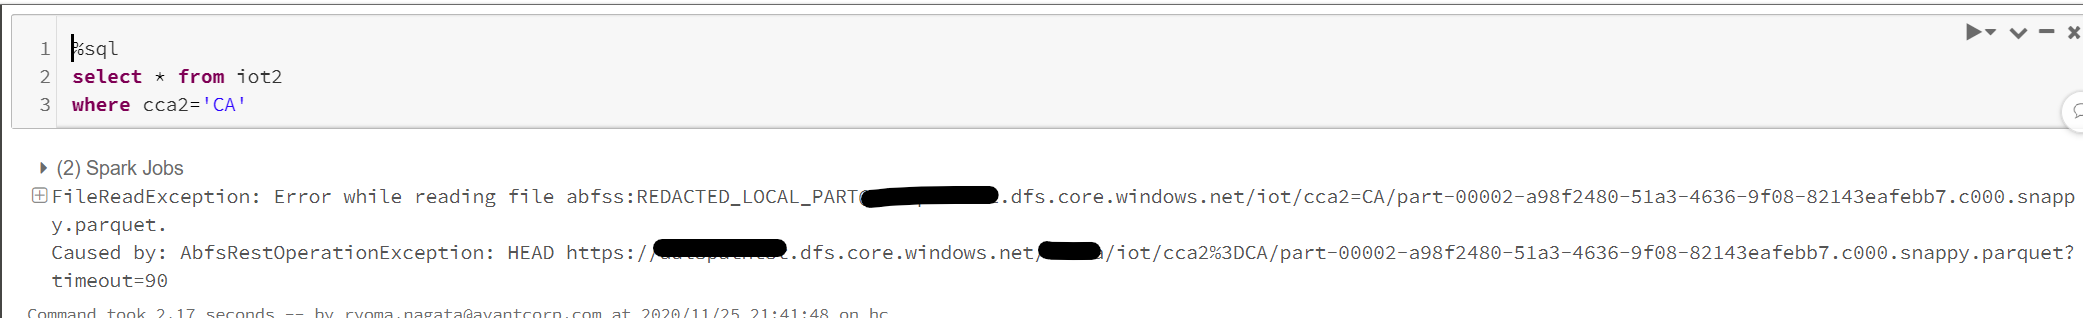 1 %sql
2 select * from iot2
3 where cca2='CA'
(2) Spark Jobs
FileReadException: Error while reading file abfss:REDACTED_LOCAL_PART .dfs.core.windows.net/iot/cca2=CA/part-00002-a98f2480-51a3-4636-9f08-82143eafebb7.c000.snapp
y.parquet.
Caused by: AbfsRestOperationException: HEAD https:// .dfs.core.windows.net/ /iot/cca2%3DCA/part-00002-a98f2480-51a3-4636-9f08-82143eafebb7.c000.snappy.parquet?
timeout=90
Command took 2.17 seconds -- by ryoma.nagata@avantcorp.com at 2020/11/25 21:41:48 on hc